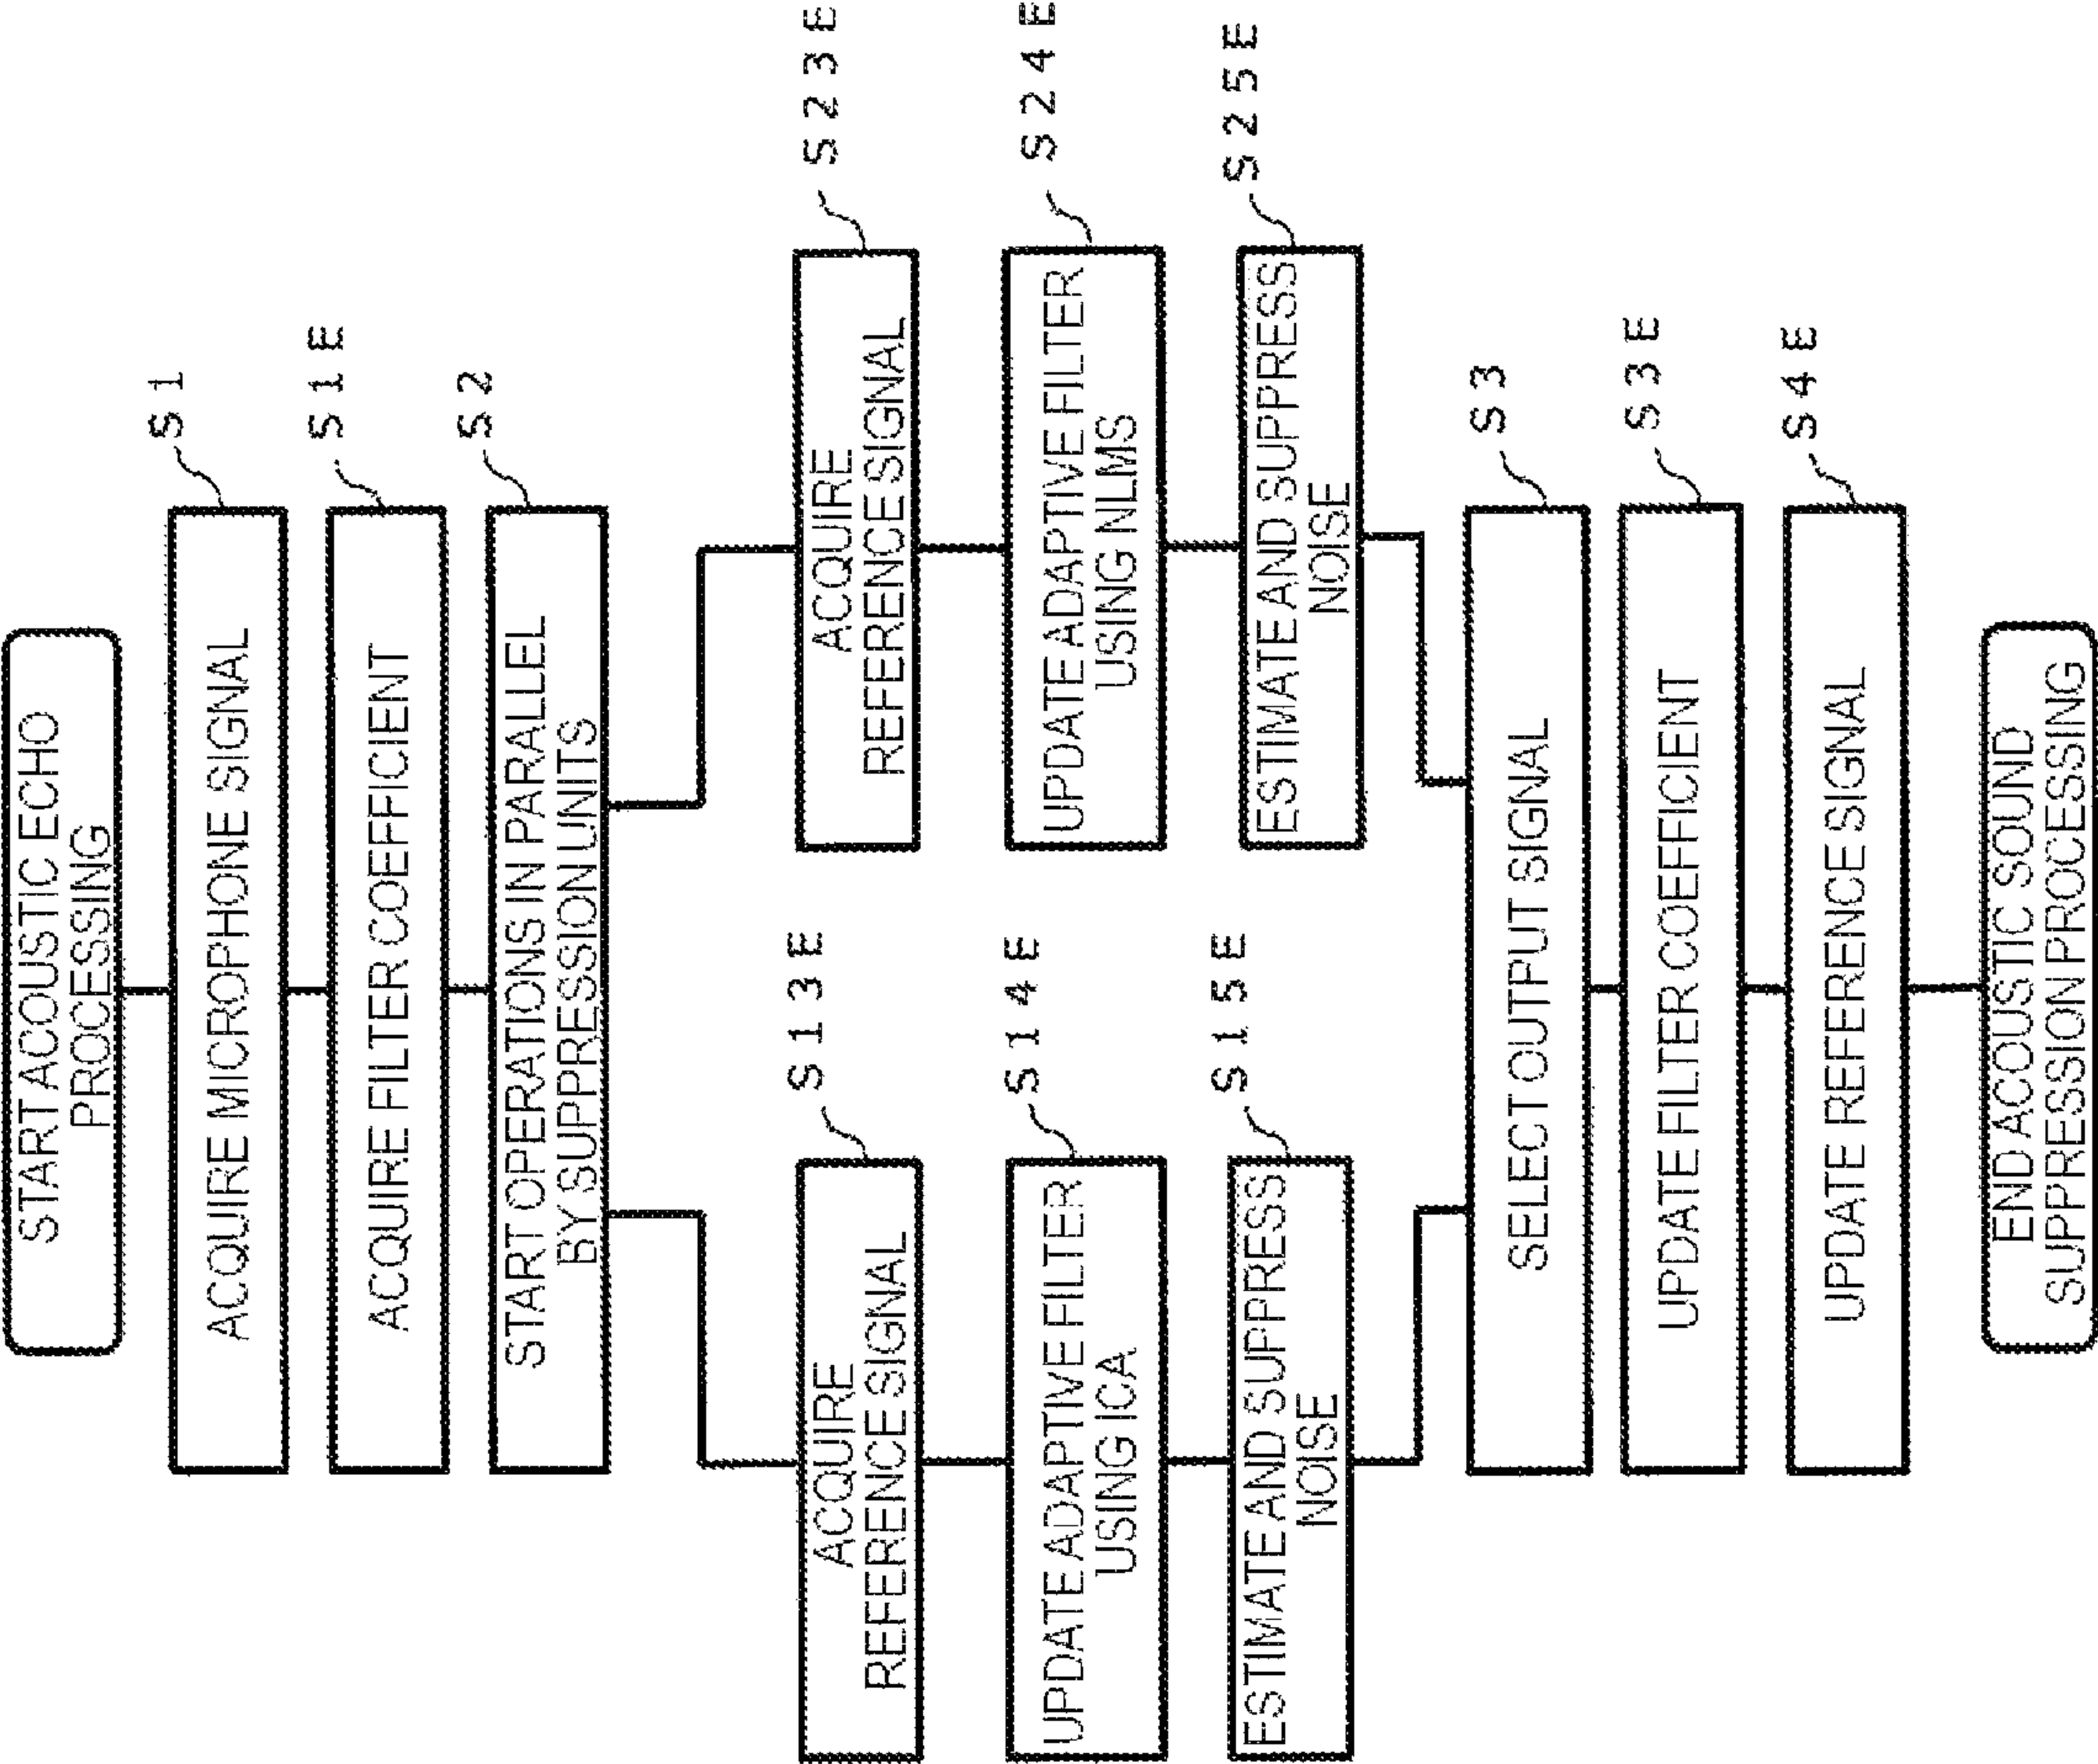 START ACOUSTIC ECHO
PROCESSING
S1
ACQUIRE MICROPHONE SIGNAL
S1E
ACQUIRE FILTER COEFFICIENT
S2
START OPERATIONS IN PARALLEL
BY SUPPRESSION UNITS
S13E
ACQUIRE
REFERENCE SIGNAL
S23E
ACQUIRE
REFERENCE SIGNAL
S14E
UPDATE ADAPTIVE FILTER
USING ICA
S24E
UPDATE ADAPTIVE FILTER
USING NLMS
S15E
ESTIMATE AND SUPPRESS
NOISE
S25E
ESTIMATE AND SUPPRESS
NOISE
S3
SELECT OUTPUT SIGNAL
S3E
UPDATE FILTER COEFFICIENT
S4E
UPDATE REFERENCE SIGNAL
END ACOUSTIC SOUND
SUPPRESSION PROCESSING